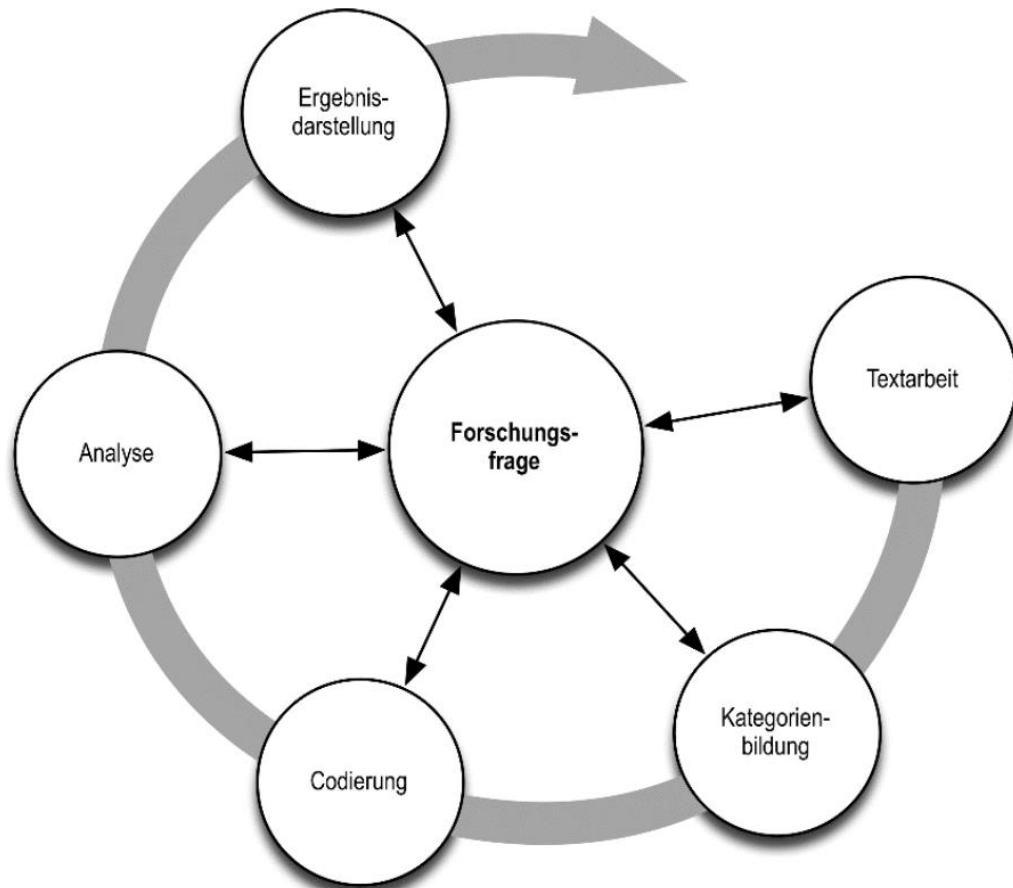 Ergebnis-
darstellung
Textarbeit
Forschungs-
frage
Analyse
Kategorien-
bildung
Codierung